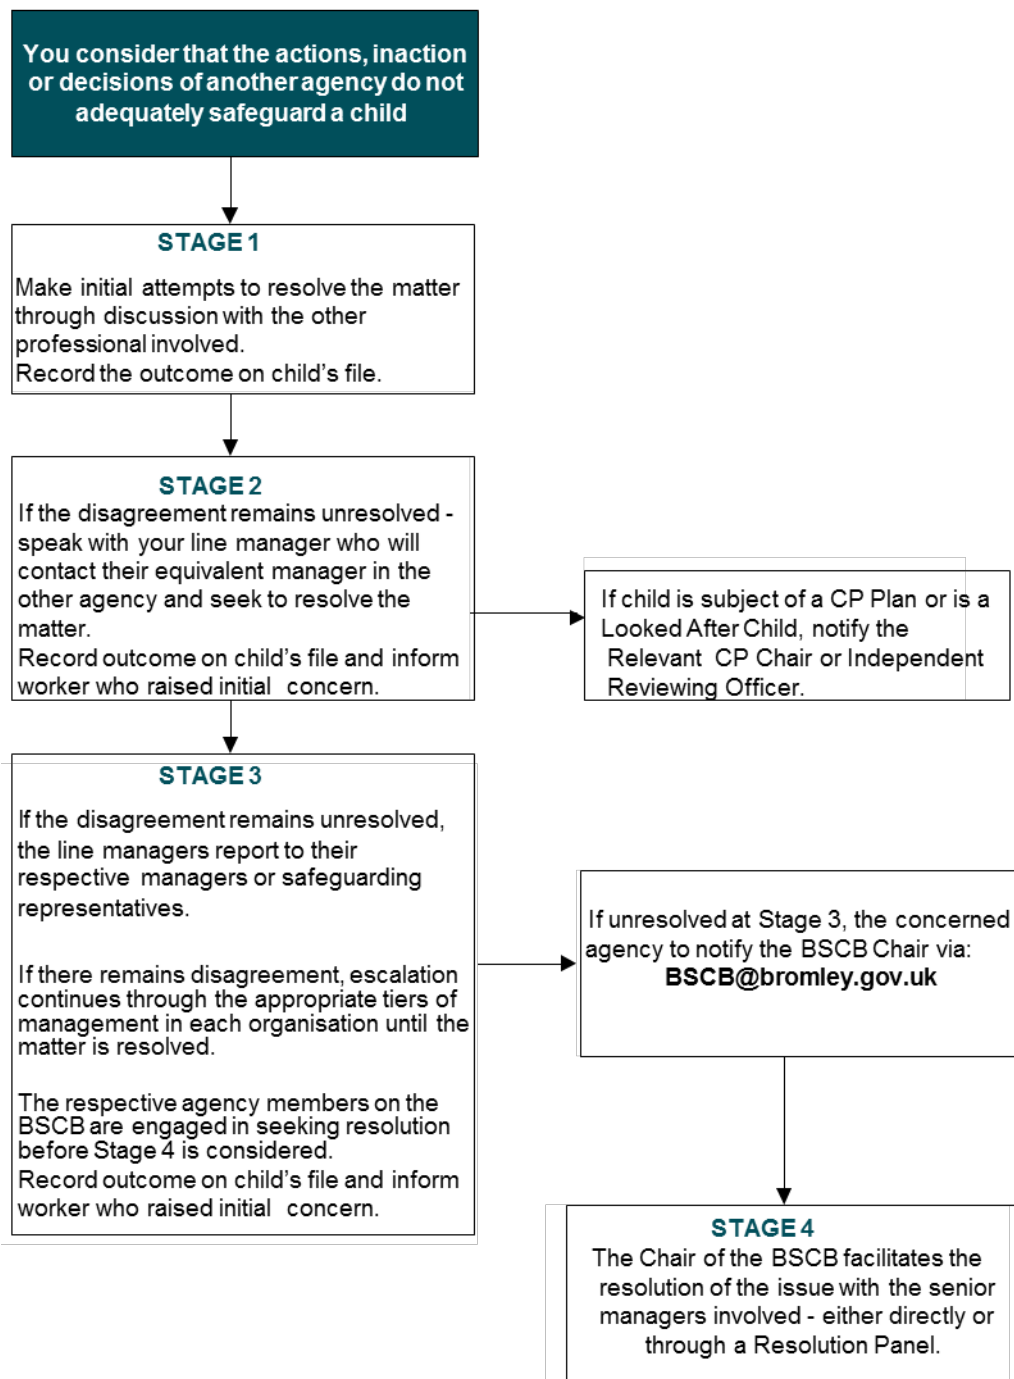 You consider that the actions, inaction
or decisions of another agency do not
adequately safeguard a child
STAGE 1
Make initial attempts to resolve the matter
through discussion with the other
professional involved.
Record the outcome on child’s file.
STAGE 2
If the disagreement remains unresolved -
speak with your line manager who will
contact their equivalent manager in the
other agency and seek to resolve the
matter.
Record outcome on child’s file and inform
worker who raised initial concern.
If child is subject of a CP Plan or is a
Looked After Child, notify the
Relevant CP Chair or Independent
Reviewing Officer.
STAGE 3
If the disagreement remains unresolved,
the line managers report to their
respective managers or safeguarding
representatives.
If there remains disagreement, escalation
continues through the appropriate tiers of
management in each organisation until the
matter is resolved.
The respective agency members on the
BSCB are engaged in seeking resolution
before Stage 4 is considered.
Record outcome on child’s file and inform
worker who raised initial concern.
If unresolved at Stage 3, the concerned
agency to notify the BSCB Chair via:
BSCB@bromley.gov.uk
STAGE 4
The Chair of the BSCB facilitates the
resolution of the issue with the senior
managers involved - either directly or
through a Resolution Panel.